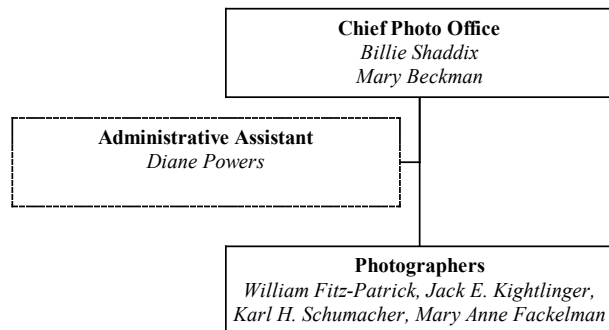 Chief Photo Office
Billie Shaddix
Mary Beckman
Administrative Assistant
Diane Powers
Photographers
William Fitz-Patrick, Jack E. Kightlinger,
Karl H. Schumacher, Mary Anne Fackelman